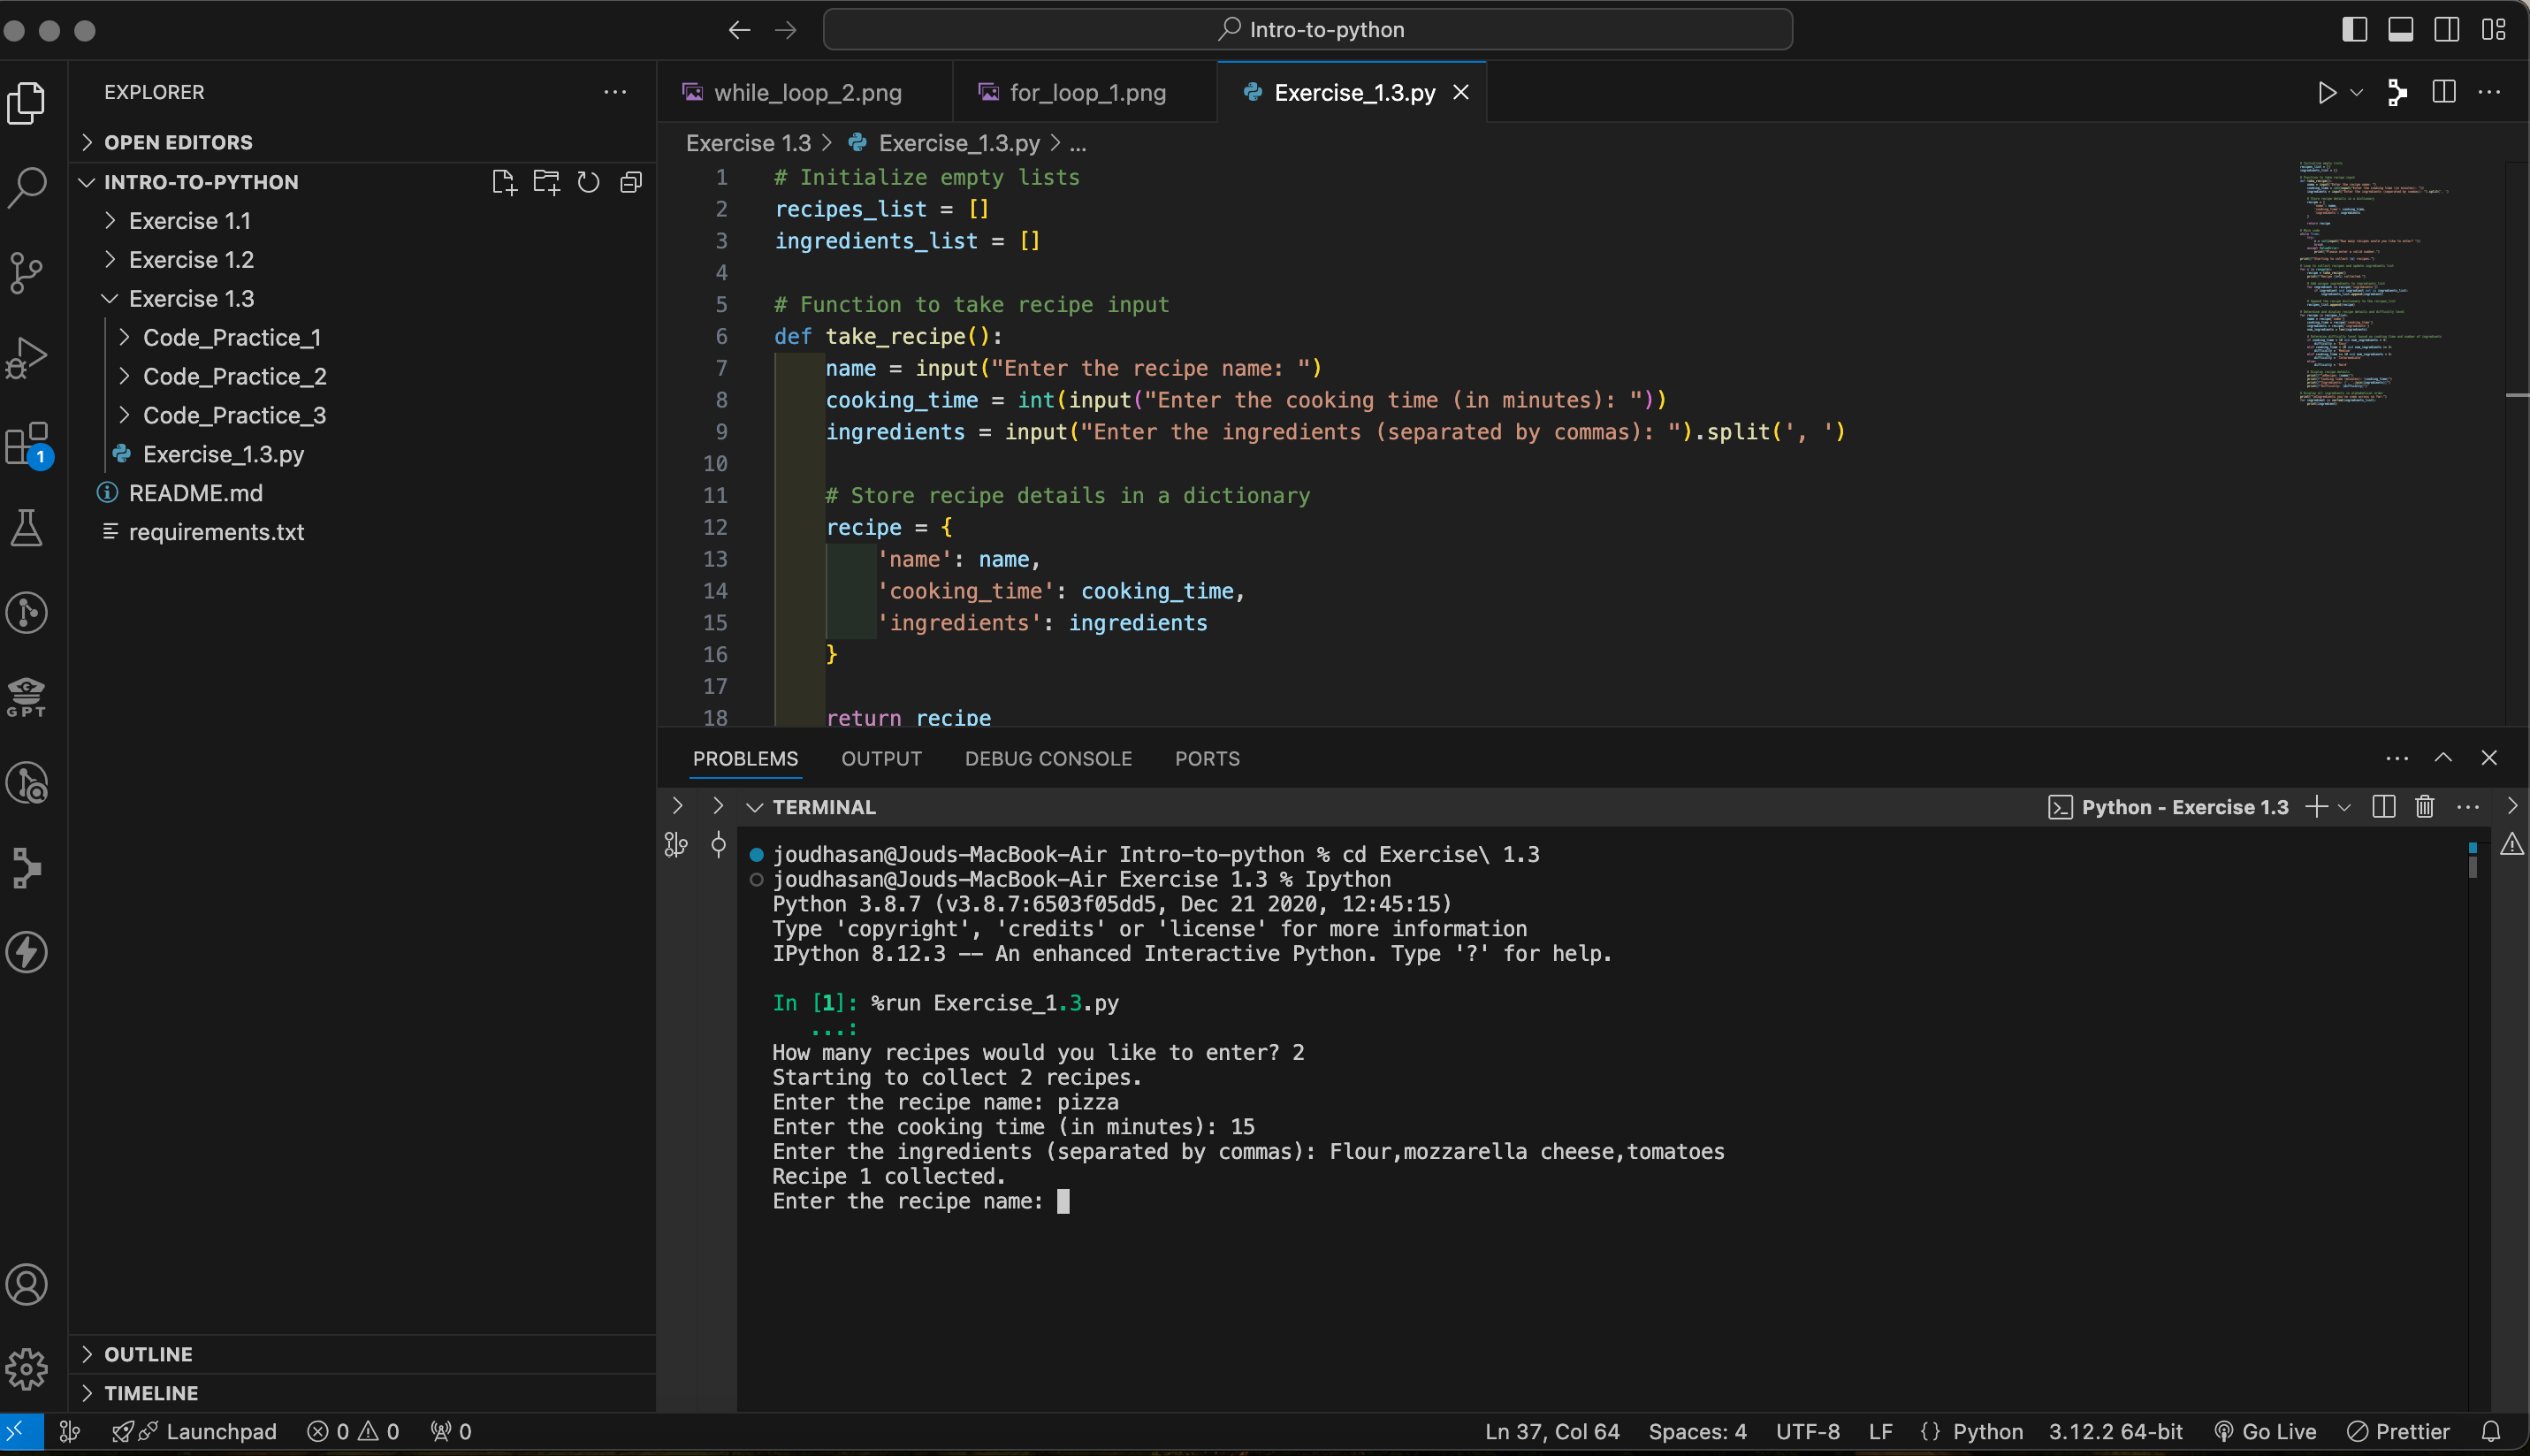 Intro-to-python
EXPLORER
OPEN EDITORS
INTRO-TO-PYTHON
Exercise 1.1
Exercise 1.2
Exercise 1.3
Code_Practice_1
Code_Practice_2
Code_Practice_3
Exercise_1.3.py
README.md
requirements.txt
1
GPT
OUTLINE
TIMELINE
while_loop_2.png
for_loop_1.png
Exercise_1.3.py
Exercise 1.3 > Exercise_1.3.py > ...
1 # Initialize empty lists
2 recipes_list = []
3 ingredients_list = []
4
5 # Function to take recipe input
6 def take_recipe():
7 name = input("Enter the recipe name: ")
8 cooking_time = int(input("Enter the cooking time (in minutes): "))
9 ingredients = input("Enter the ingredients (separated by commas): ").split(', ')
10
11 # Store recipe details in a dictionary
12 recipe = {
13 'name': name,
14 'cooking_time': cooking_time,
15 'ingredients': ingredients
16 }
17
18 return recipe
PROBLEMS OUTPUT DEBUG CONSOLE PORTS
TERMINAL
Python - Exercise 1.3
joudhasan@Jouds-MacBook-Air Intro-to-python % cd Exercise\ 1.3
joudhasan@Jouds-MacBook-Air Exercise 1.3 % Ipython
Python 3.8.7 (v3.8.7:6503f05dd5, Dec 21 2020, 12:45:15)
Type 'copyright', 'credits' or 'license' for more information
IPython 8.12.3 -- An enhanced Interactive Python. Type '?' for help.
In [1]: %run Exercise_1.3.py
...:
How many recipes would you like to enter? 2
Starting to collect 2 recipes.
Enter the recipe name: pizza
Enter the cooking time (in minutes): 15
Enter the ingredients (separated by commas): Flour,mozzarella cheese,tomatoes
Recipe 1 collected.
Enter the recipe name:
Launchpad 0 0 0
Ln 37, Col 64 Spaces: 4 UTF-8 LF {} Python 3.12.2 64-bit Go Live Prettier